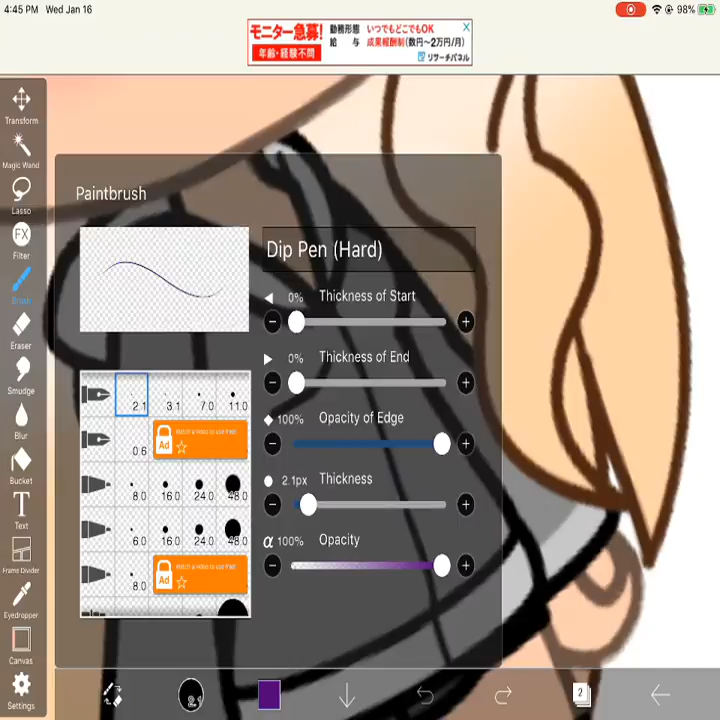 4:45 PM Wed Jan 16
98%
モニター急募!
年齢・経験不問
勤務形態 いつでもどこでもOK
給与 成果報酬制(数円~2万円/月)
リサーチパネル
Transform
Magic Wand
Lasso
FX
Filter
Brush
Eraser
Smudge
Blur
Bucket
T
Text
Frame Divider
Eyedropper
Canvas
Settings
Paintbrush
Dip Pen (Hard)
0% Thickness of Start
0% Thickness of End
100% Opacity of Edge
2.1px Thickness
α 100% Opacity
2.1 3.1 7.0 11.0
0.6 Ad
8.0 16.0 24.0 48.0
6.0 16.0 24.0 48.0
8.0 Ad
2